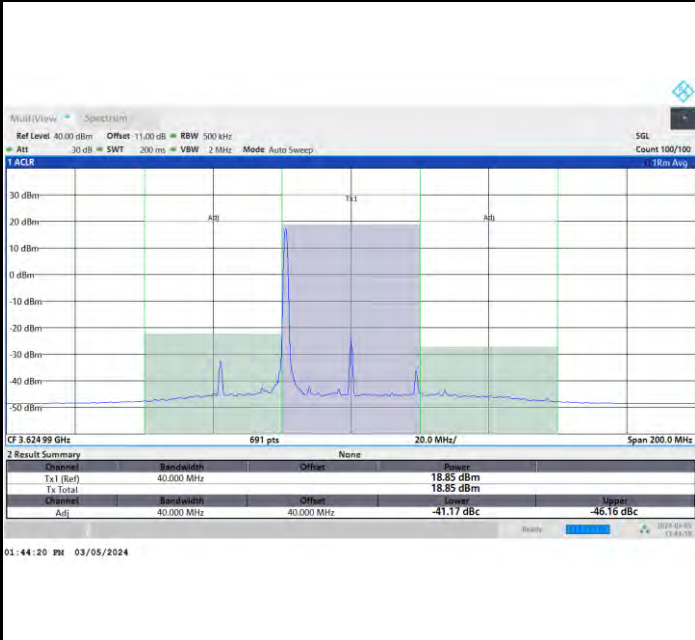 MultiView Spectrum
Ref Level 40.00 dBm Offset 11.00 dB RBW 500 kHz SGL
Att 30 dB SWT 200 ms VBW 2 MHz Mode Auto Sweep Count 100/100
1 ACLR 1Rm Avg
30 dBm
Tx1
20 dBm Adj Adj
10 dBm
0 dBm
-10 dBm
-20 dBm
-30 dBm
-40 dBm
-50 dBm
CF 3.624 99 GHz 691 pts 20.0 MHz/ Span 200.0 MHz
2 Result Summary None
Channel Bandwidth Offset Power
Tx1 (Ref) 40.000 MHz 18.85 dBm
Tx Total 18.85 dBm
Channel Bandwidth Offset Lower Upper
Adj 40.000 MHz 40.000 MHz -41.17 dBc -46.16 dBc
Ready
01:44:20 PM 03/05/2024